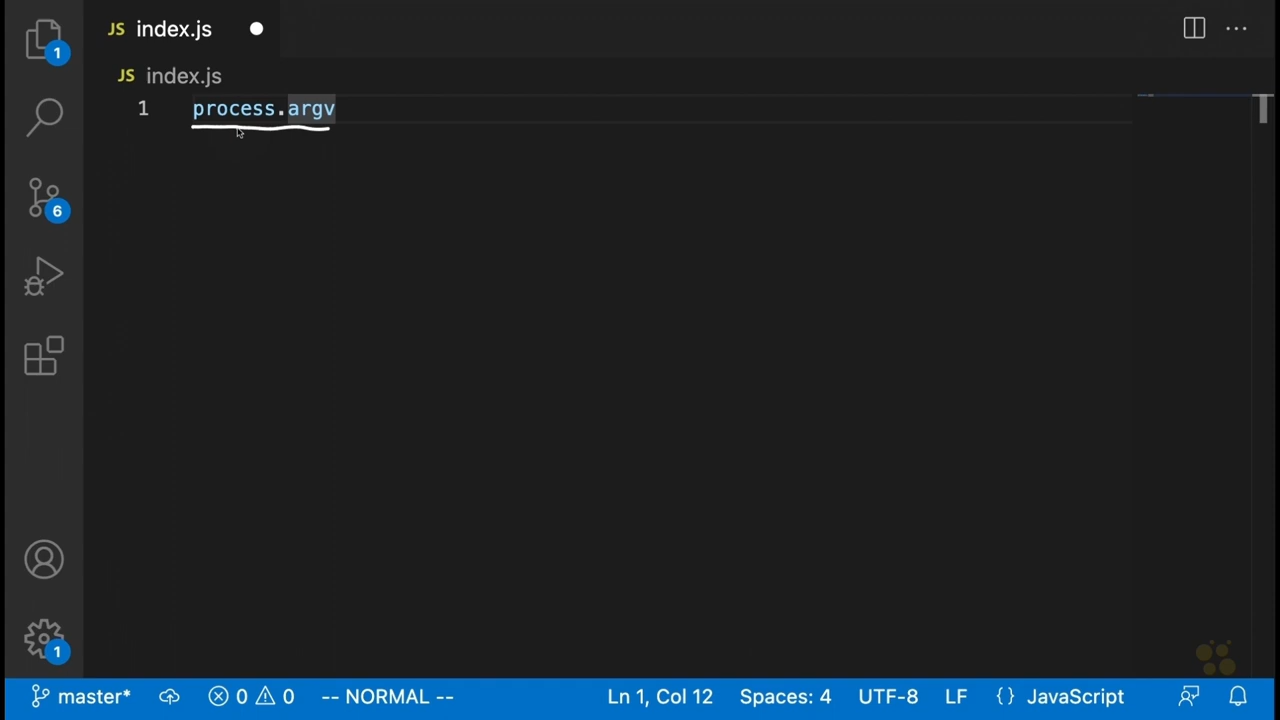 JS index.js
1
JS index.js
1 process.argv
6
1
master* 0 0 -- NORMAL -- Ln 1, Col 12 Spaces: 4 UTF-8 LF {} JavaScript